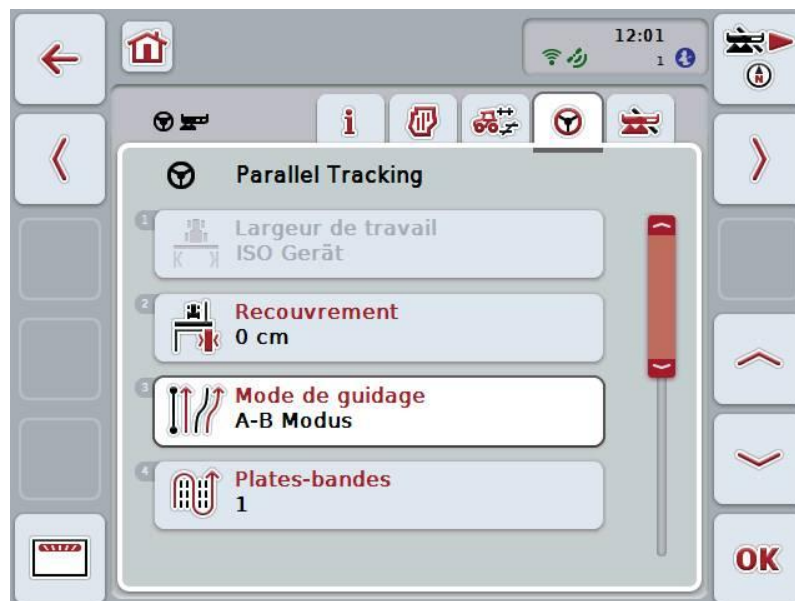 12:01
1
N
i
Parallel Tracking
1
Largeur de travail
ISO Gerät
2
Recouvrement
0 cm
3
Mode de guidage
A-B Modus
4
Plates-bandes
1
OK